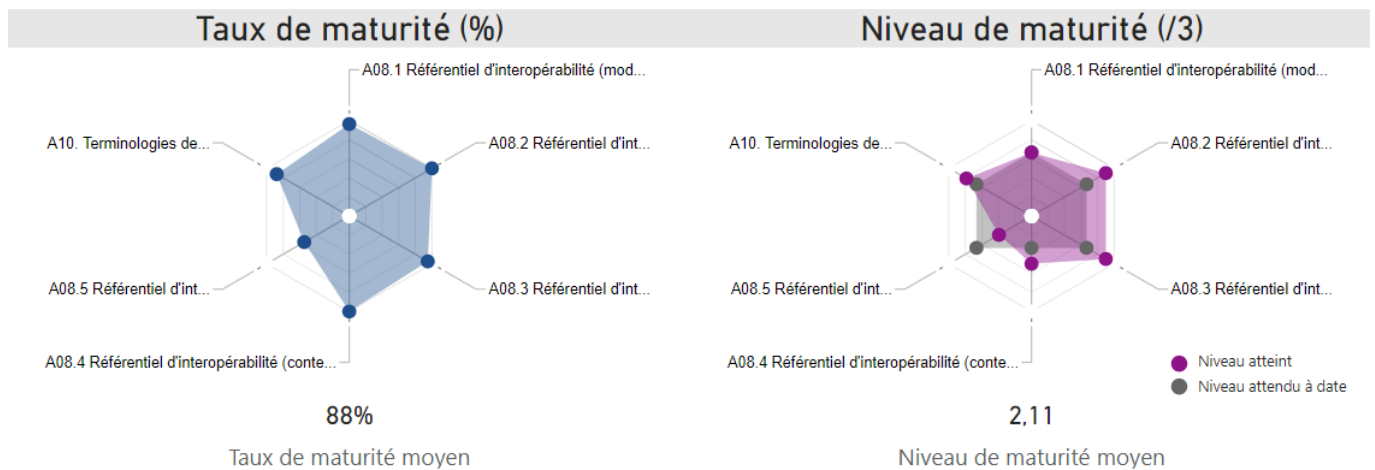 Taux de maturité (%)
A08.1 Référentiel d'interopérabilité (mod...
A10. Terminologies de...
A08.2 Référentiel d'int...
A08.5 Référentiel d'int...
A08.3 Référentiel d'int...
A08.4 Référentiel d'interopérabilité (conte...
88%
Taux de maturité moyen
Niveau de maturité (/3)
A08.1 Référentiel d'interopérabilité (mod...
A10. Terminologies de...
A08.2 Référentiel d'int...
A08.5 Référentiel d'int...
A08.3 Référentiel d'int...
A08.4 Référentiel d'interopérabilité (conte...
Niveau atteint
Niveau attendu à date
2,11
Niveau de maturité moyen